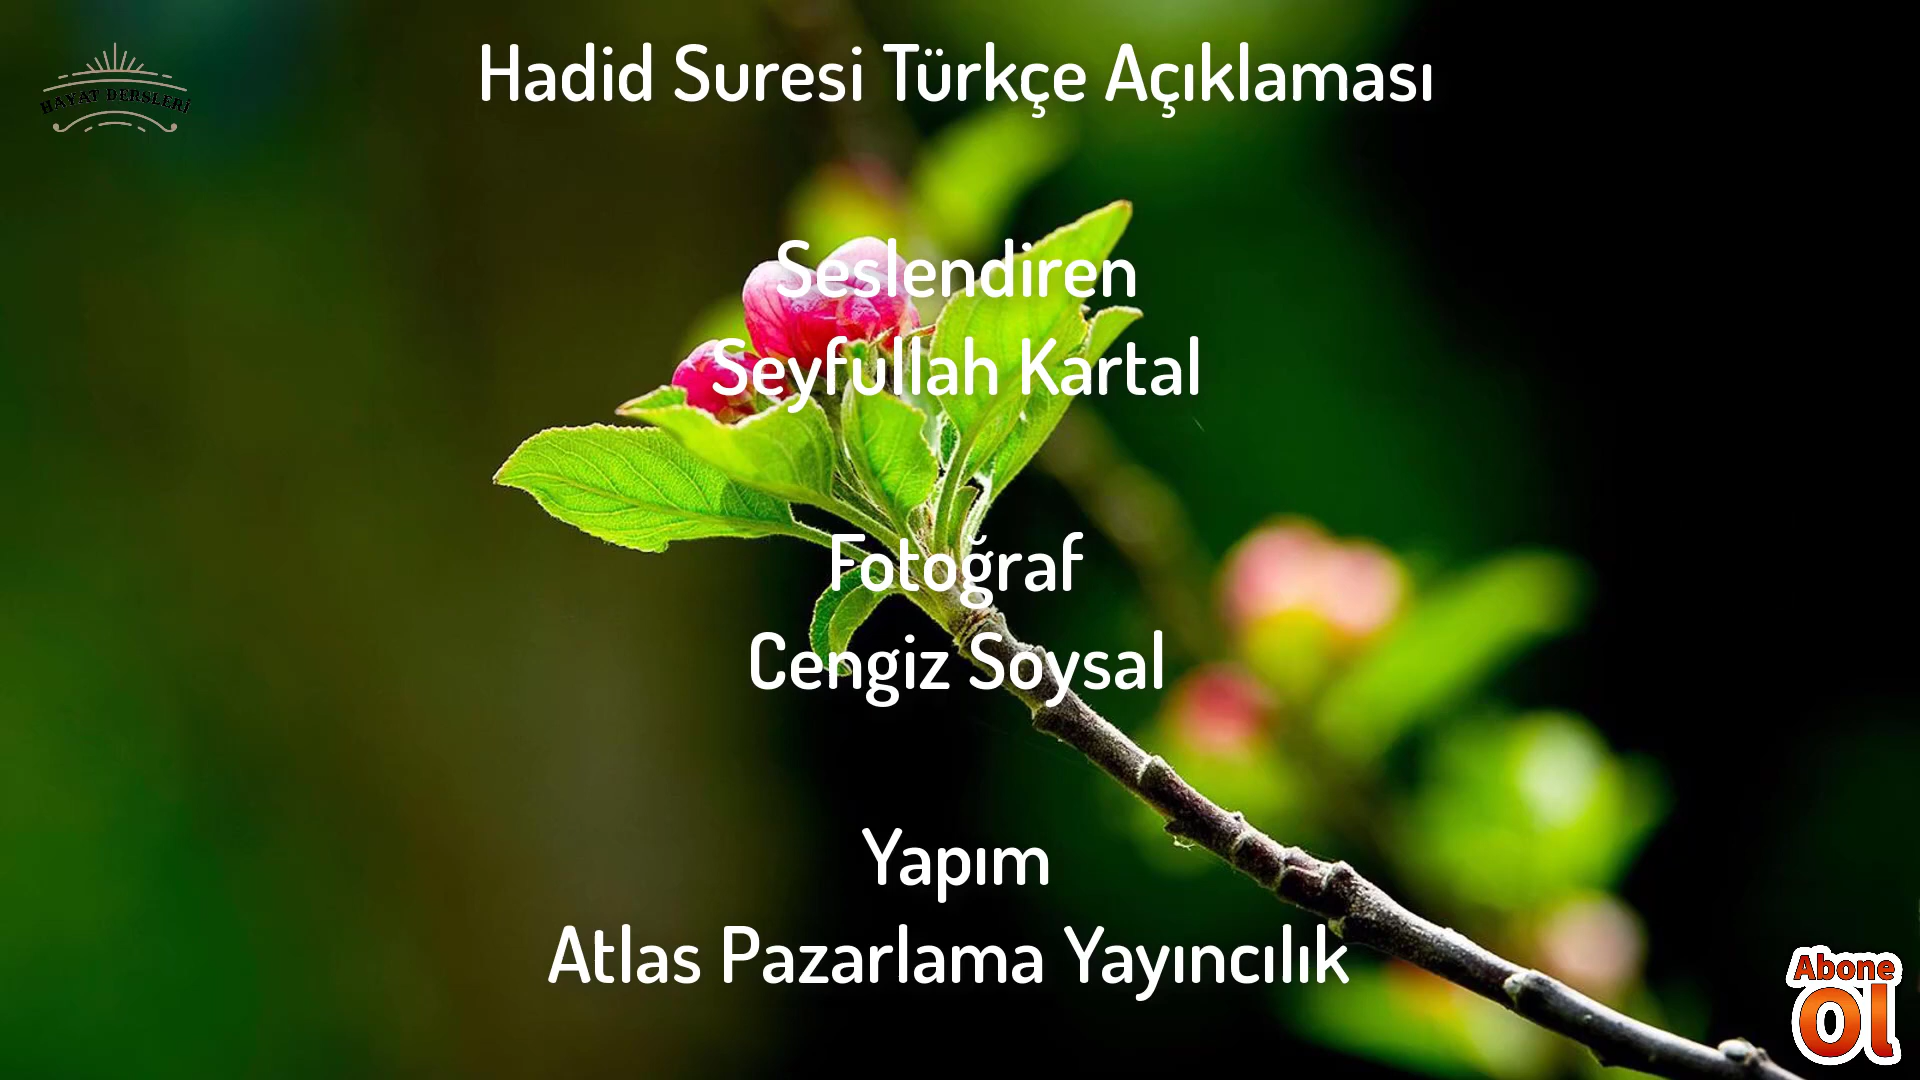 HAYAT DERSLERİ
Hadid Suresi Türkçe Açıklaması
Seslendiren
Seyfullah Kartal
Fotoğraf
Cengiz Soysal
Yapım
Atlas Pazarlama Yayıncılık
Abone
Ol